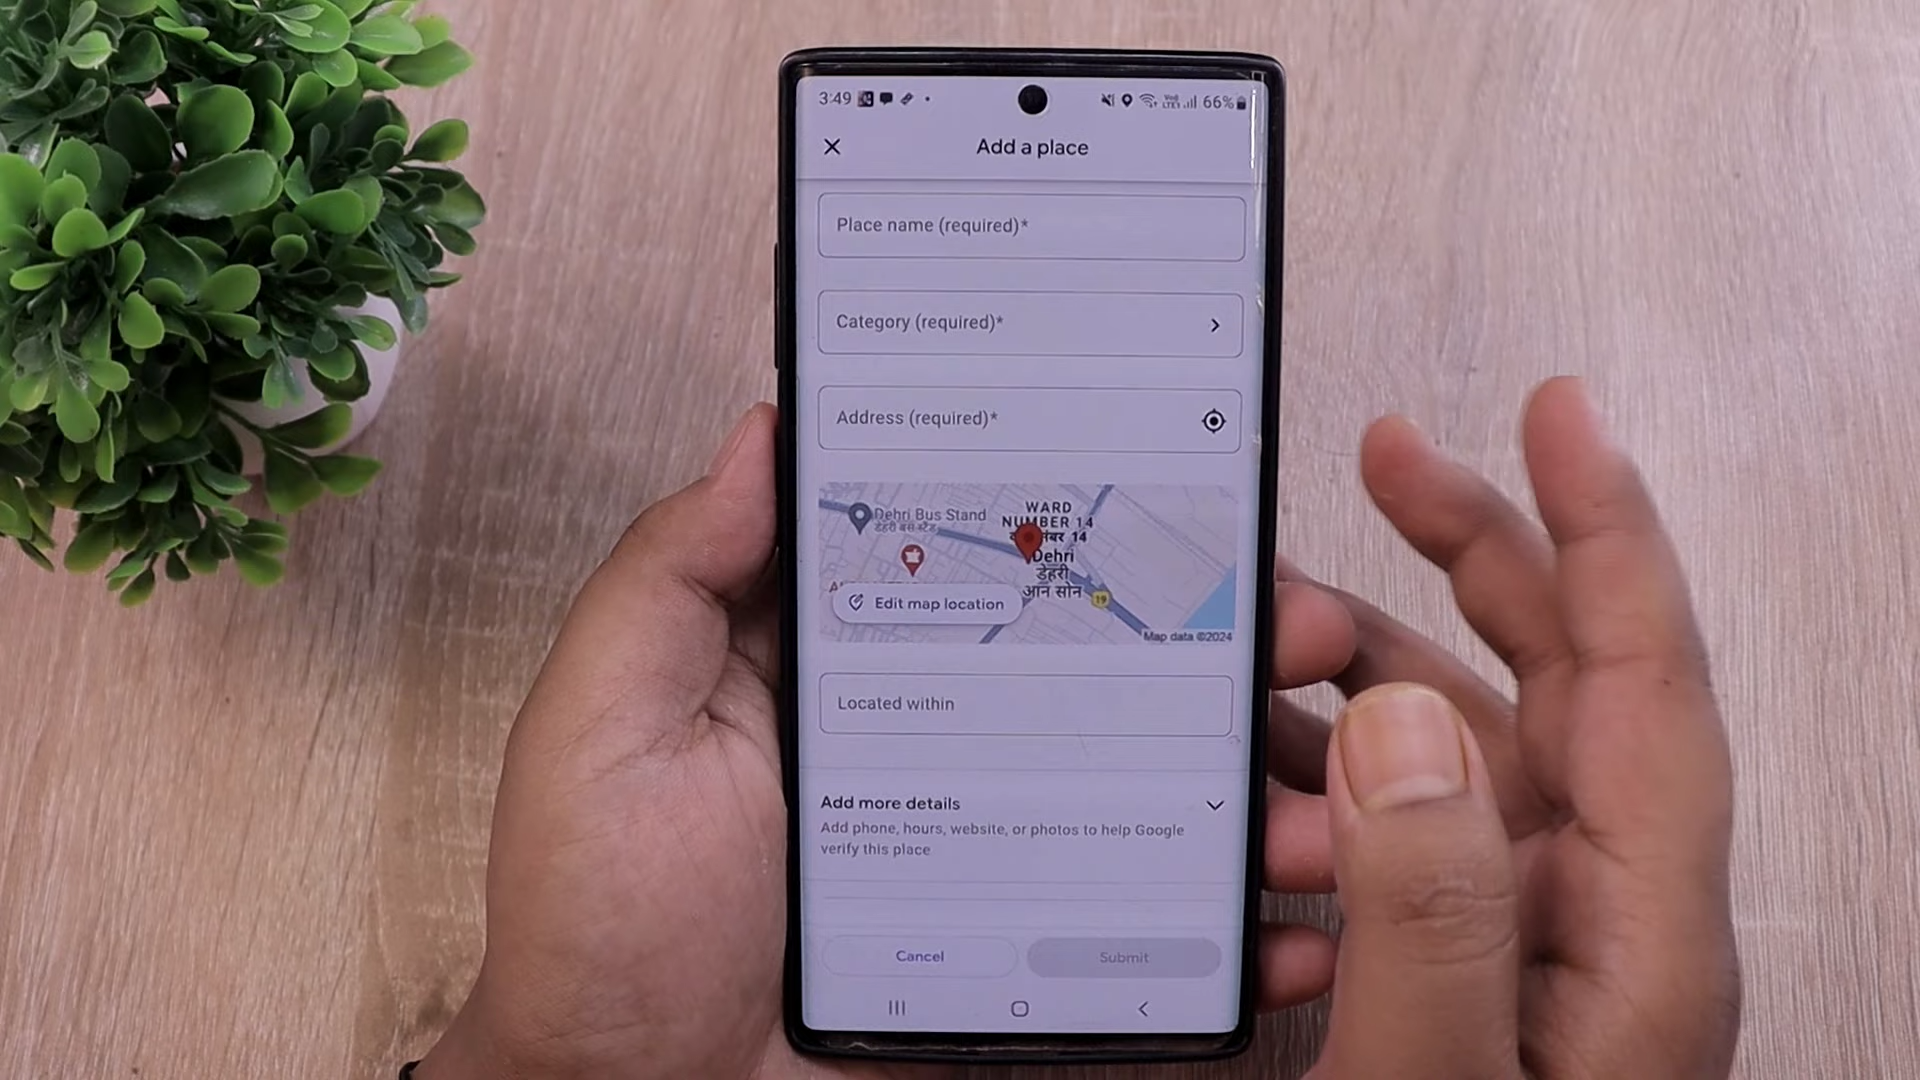 3:49
66%
Add a place
Place name (required)*
Category (required)*
Address (required)*
Dehri Bus Stand
डेहरी बस स्टैंड
WARD
NUMBER 14
नंबर 14
Dehri
डेहरी
आन सोन
19
Edit map location
Map data ©2024
Located within
Add more details
Add phone, hours, website, or photos to help Google
verify this place
Cancel
Submit